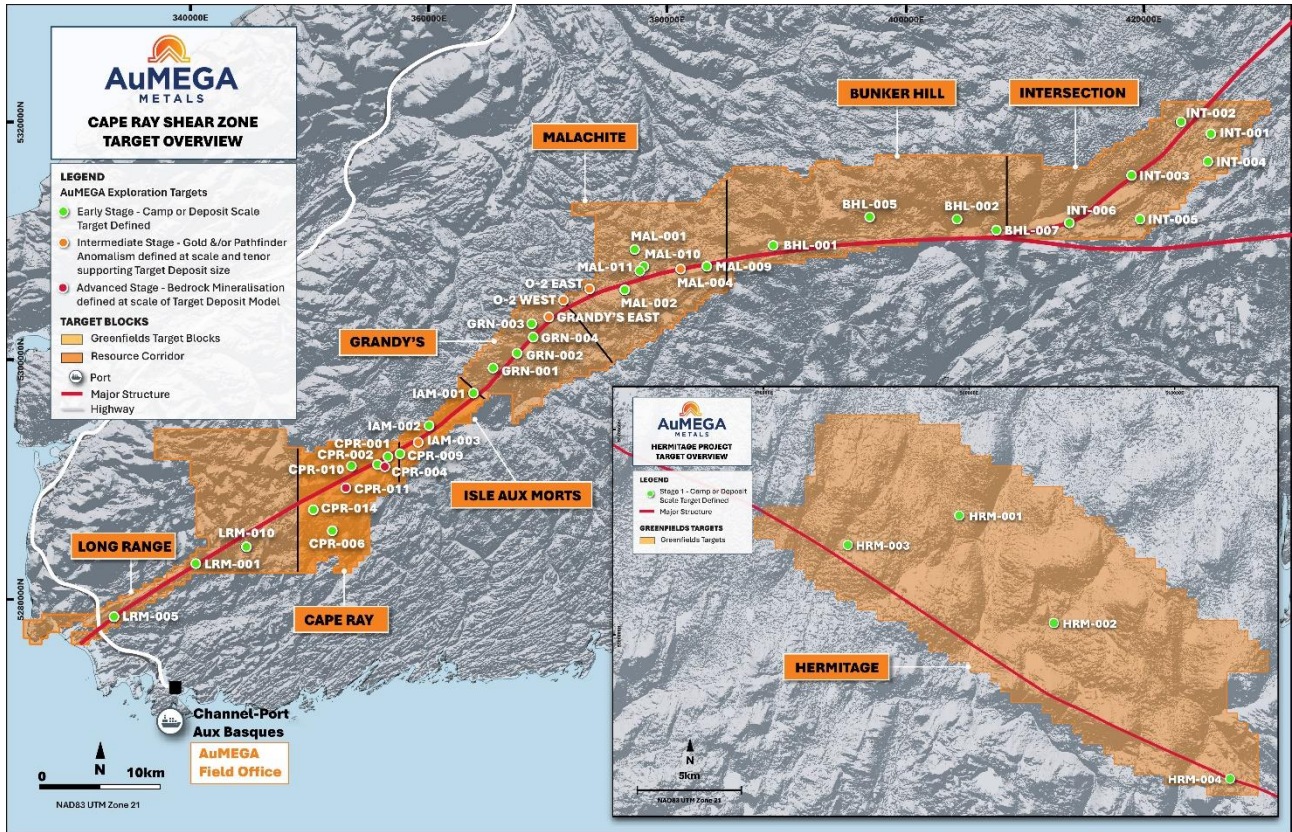 340000E
360000E
380000E
400000E
420000E
5320000N
5300000N
5280000N
AuMEGA
METALS
CAPE RAY SHEAR ZONE
TARGET OVERVIEW
LEGEND
AuMEGA Exploration Targets
Early Stage - Camp or Deposit Scale
Target Defined
Intermediate Stage - Gold &/or Pathfinder
Anomalism defined at scale and tenor
supporting Target Deposit size
Advanced Stage - Bedrock Mineralisation
defined at scale of Target Deposit Model
TARGET BLOCKS
Greenfields Target Blocks
Resource Corridor
Port
Major Structure
Highway
BUNKER HILL
INTERSECTION
MALACHITE
INT-002
INT-001
INT-004
INT-003
BHL-005
BHL-002
INT-006
INT-005
BHL-007
MAL-001
BHL-001
MAL-010
MAL-011
MAL-009
MAL-004
O-2 EAST
MAL-002
O-2 WEST
GRANDY'S EAST
GRN-003
GRANDY'S
GRN-004
GRN-002
GRN-001
IAM-001
IAM-002
CPR-001
IAM-003
CPR-002
CPR-009
CPR-010
CPR-004
CPR-011
ISLE AUX MORTS
CPR-014
LRM-010
CPR-006
LONG RANGE
LRM-001
CAPE RAY
LRM-005
Channel-Port
Aux Basques
AuMEGA
Field Office
N
0 10km
NAD83 UTM Zone 21
AuMEGA
METALS
HERMITAGE PROJECT
TARGET OVERVIEW
LEGEND
Stage 1 - Camp or Deposit
Scale Target Defined
Major Structure
GREENFIELDS TARGETS
Greenfields Targets
HRM-001
HRM-003
HRM-002
HERMITAGE
HRM-004
N
5km
NAD83 UTM Zone 21